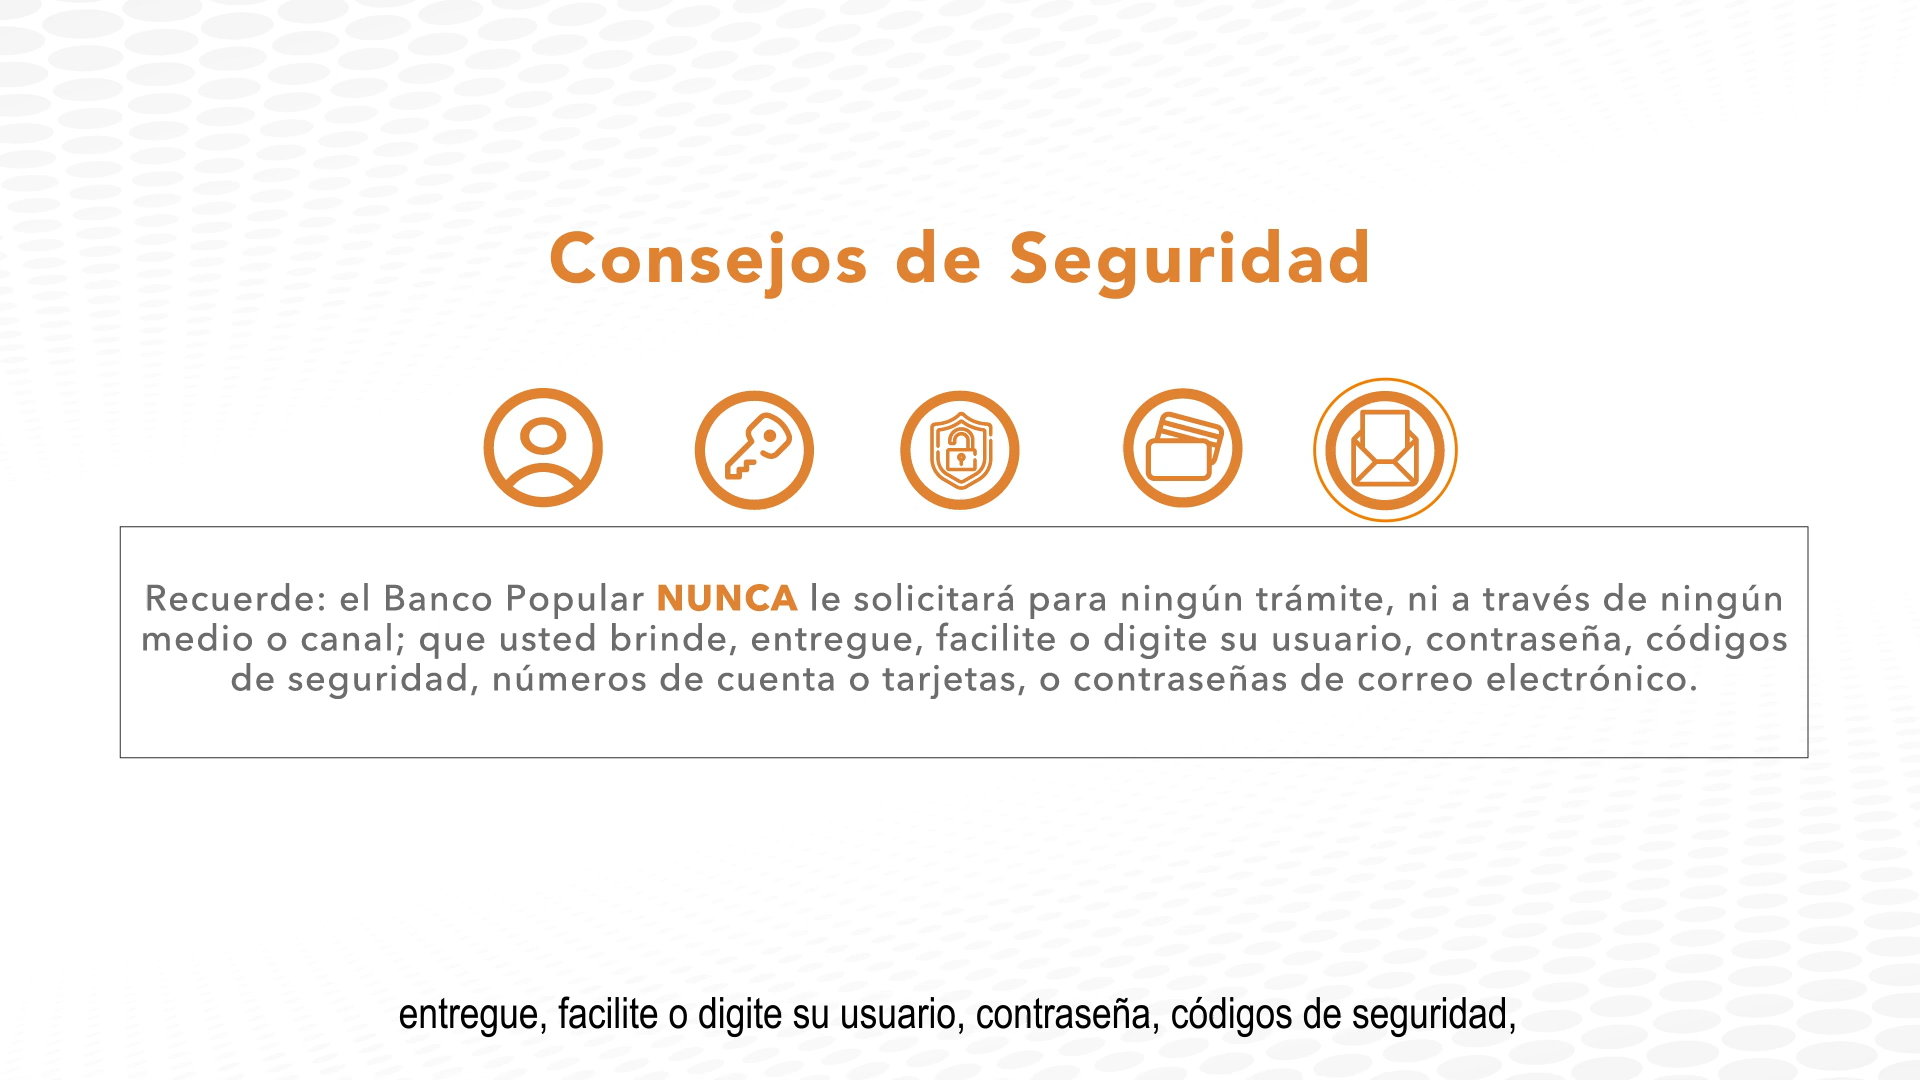 Consejos de Seguridad
Recuerde: el Banco Popular NUNCA le solicitará para ningún trámite, ni a través de ningún
medio o canal; que usted brinde, entregue, facilite o digite su usuario, contraseña, códigos
de seguridad, números de cuenta o tarjetas, o contraseñas de correo electrónico.
entregue, facilite o digite su usuario, contraseña, códigos de seguridad,